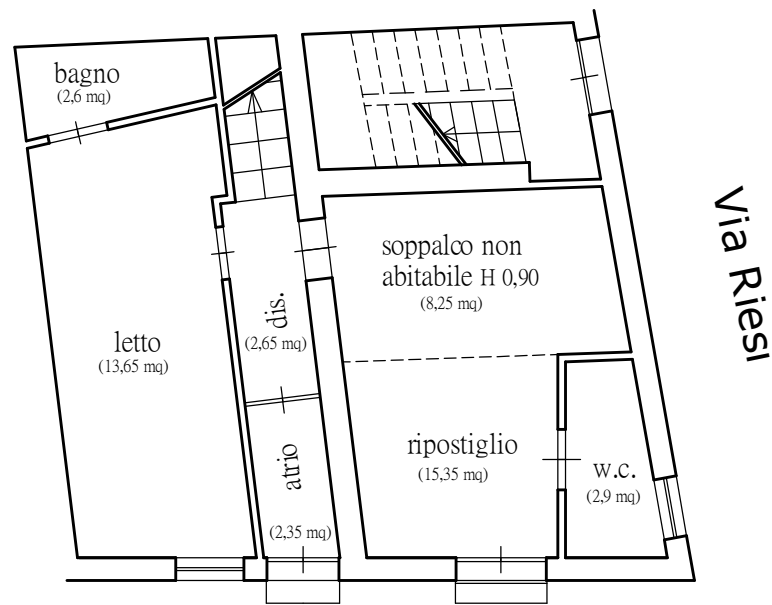 bagno
(2,6 mq)
soppalco non
abitabile H 0,90
(8,25 mq)
Via Riesi
dis.
(2,65 mq)
letto
(13,65 mq)
ripostiglio
(15,35 mq)
atrio
(2,35 mq)
w.c.
(2,9 mq)